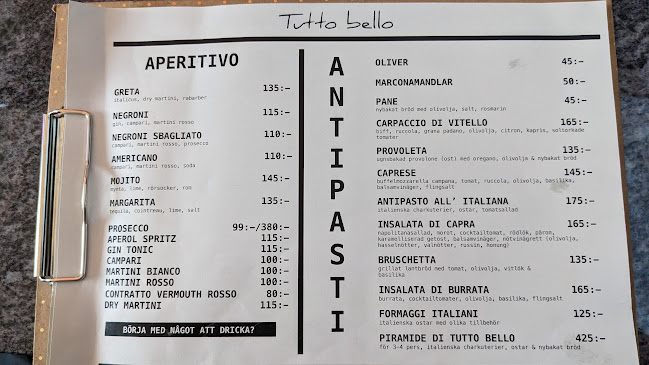 Tutto bello
APERITIVO
GRETA 135:-
italicus, dry martini, rabarber
NEGRONI 115:-
gin, campari, martini rosso
NEGRONI SBAGLIATO 110:-
campari, martini rosso, prosecco
AMERICANO 110:-
campari, martini rosso, soda
MOJITO 145:-
mynta, lime, rörsocker, rom
MARGARITA 135:-
tequila, cointreau, lime, salt
PROSECCO 99:-/380:-
APEROL SPRITZ 115:-
GIN TONIC 115:-
CAMPARI 100:-
MARTINI BIANCO 100:-
MARTINI ROSSO 100:-
CONTRATTO VERMOUTH ROSSO 80:-
DRY MARTINI 115:-
BÖRJA MED NÅGOT ATT DRICKA?
ANTIPASTI
OLIVER 45:-
MARCONAMANDLAR 50:-
PANE 45:-
nybakat bröd med olivolja, salt, rosmarin
CARPACCIO DI VITELLO 165:-
biff, ruccola, grana padano, olivolja, citron, kapris, soltorkade
tomater
PROVOLETA 135:-
ugnsbakad provolone (ost) med oregano, olivolja & nybakat bröd
CAPRESE 145:-
buffelmozzarella campana, tomat, ruccola, olivolja, basilika,
balsamvinäger, flingsalt
ANTIPASTO ALL' ITALIANA 175:-
italienska charkuterier, ostar, tomatsallad
INSALATA DI CAPRA 165:-
napolitanasallad, morot, cocktailtomat, rödlök, päron,
karamelliserad getost, balsamvinäger, nötvinägrett (olivolja,
hasselnötter, valnötter, russin, honung)
BRUSCHETTA 135:-
grillat lantbröd med tomat, olivolja, vitlök &
basilika
INSALATA DI BURRATA 165:-
burrata, cocktailtomater, olivolja, basilika, flingsalt
FORMAGGI ITALIANI 125:-
italienska ostar med olika tillbehör
PIRAMIDE DI TUTTO BELLO 425:-
för 3-4 pers, italienska charkuterier, ostar & nybakat bröd